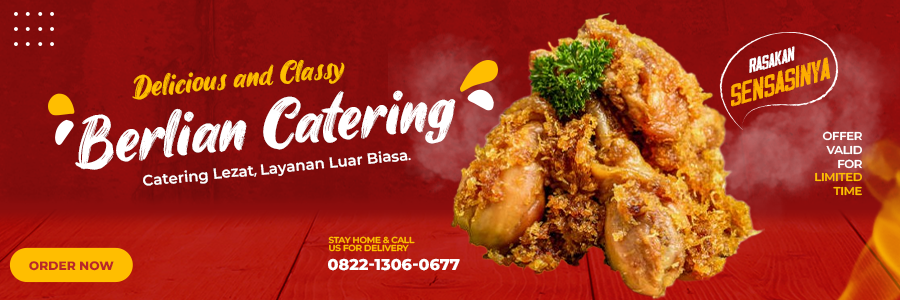 Delicious and Classy
Berlian Catering
Catering Lezat, Layanan Luar Biasa.
ORDER NOW
STAY HOME & CALL
US FOR DELIVERY
0822-1306-0677
RASAKAN
SENSASINYA
OFFER
VALID
FOR
LIMITED
TIME